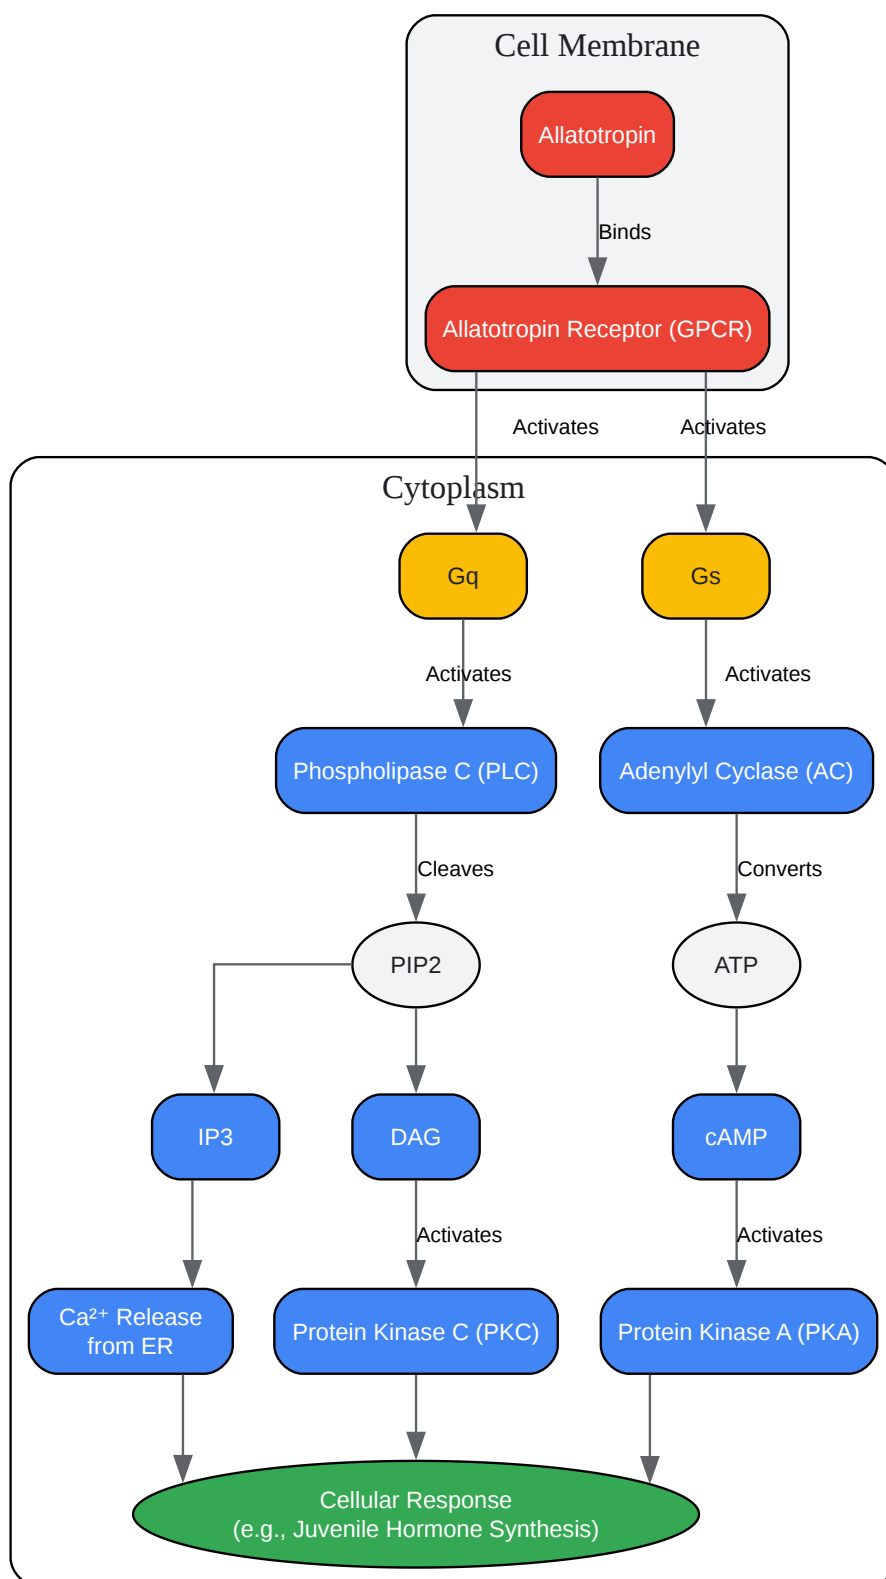 Cell Membrane
Allatotropin
Binds
Allatotropin Receptor (GPCR)
Activates
Activates
Cytoplasm
Gq
Gs
Activates
Activates
Phospholipase C (PLC)
Adenylyl Cyclase (AC)
Cleaves
Converts
PIP2
ATP
IP3
DAG
cAMP
Activates
Activates
Ca²⁺ Release
from ER
Protein Kinase C (PKC)
Protein Kinase A (PKA)
Cellular Response
(e.g., Juvenile Hormone Synthesis)